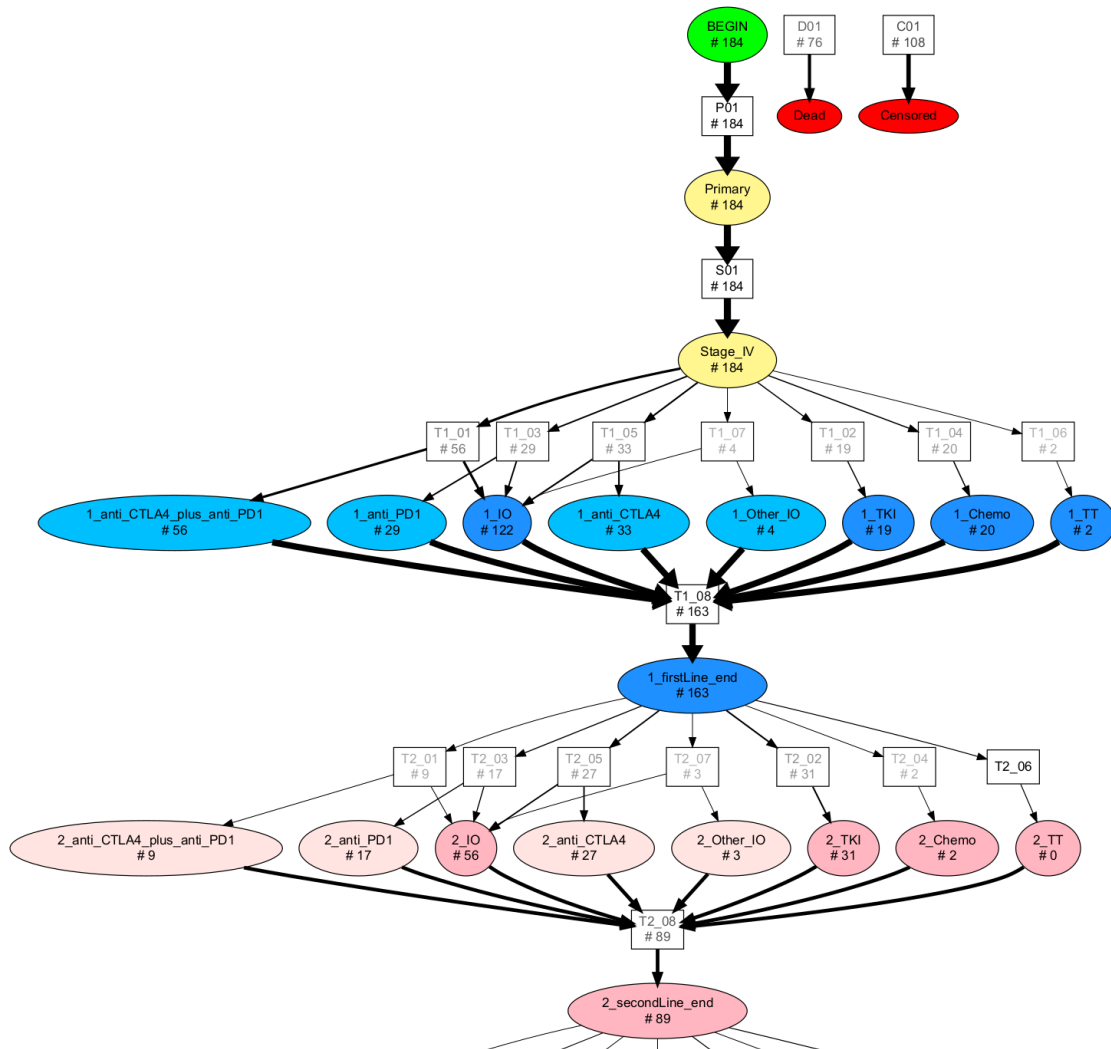 BEGIN
# 184
D01
# 76
C01
# 108
P01
# 184
Dead
Censored
Primary
# 184
S01
# 184
Stage_IV
# 184
T1_01
# 56
T1_03
# 29
T1_05
# 33
T1_07
# 4
T1_02
# 19
T1_04
# 20
T1_06
# 2
1_anti_CTLA4_plus_anti_PD1
# 56
1_anti_PD1
# 29
1_IO
# 122
1_anti_CTLA4
# 33
1_Other_IO
# 4
1_TKI
# 19
1_Chemo
# 20
1_TT
# 2
T1_08
# 163
1_firstLine_end
# 163
T2_01
# 9
T2_03
# 17
T2_05
# 27
T2_07
# 3
T2_02
# 31
T2_04
# 2
T2_06
2_anti_CTLA4_plus_anti_PD1
# 9
2_anti_PD1
# 17
2_IO
# 56
2_anti_CTLA4
# 27
2_Other_IO
# 3
2_TKI
# 31
2_Chemo
# 2
2_TT
# 0
T2_08
# 89
2_secondLine_end
# 89